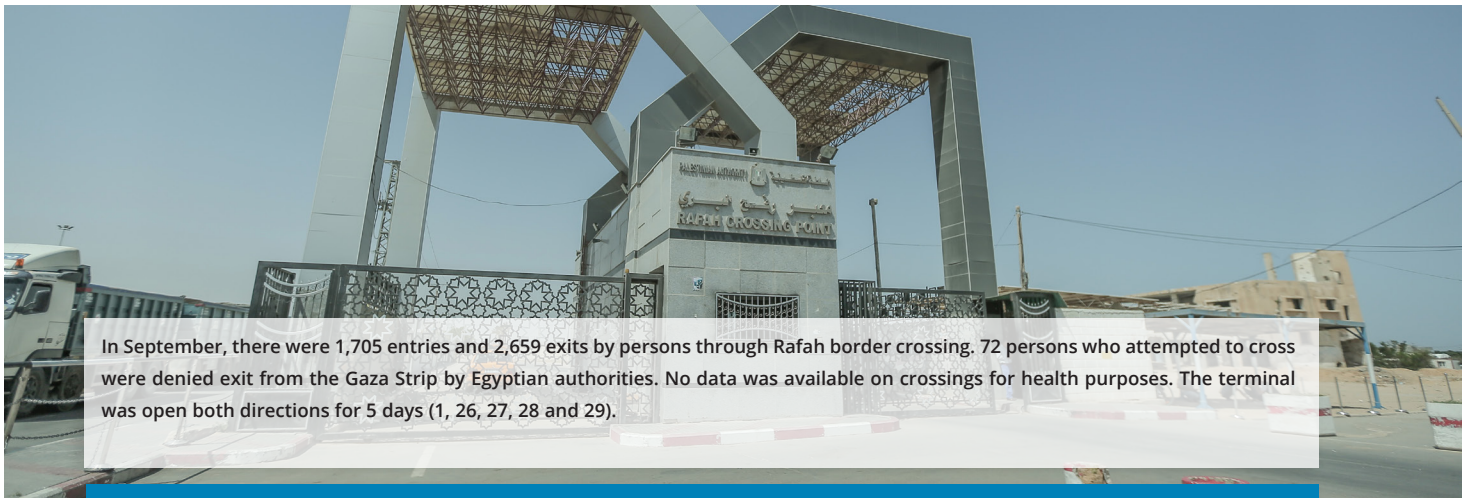 PALESTINIAN AUTHORITY
RAFAH CROSSING POINT
In September, there were 1,705 entries and 2,659 exits by persons through Rafah border crossing. 72 persons who attempted to cross
were denied exit from the Gaza Strip by Egyptian authorities. No data was available on crossings for health purposes. The terminal
was open both directions for 5 days (1, 26, 27, 28 and 29).